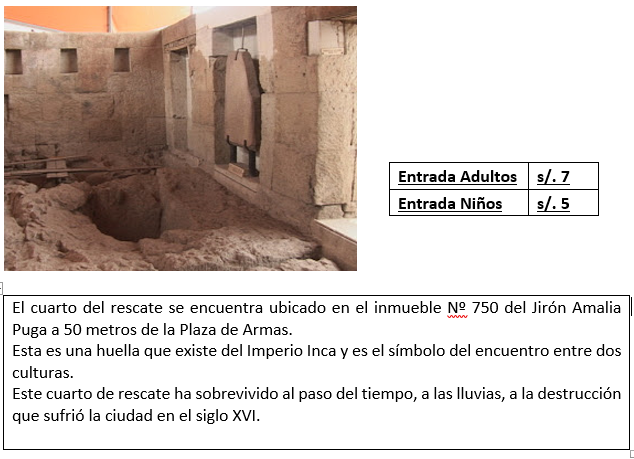 Entrada Adultos s/. 7
Entrada Niños s/. 5
El cuarto del rescate se encuentra ubicado en el inmueble Nº 750 del Jirón Amalia
Puga a 50 metros de la Plaza de Armas.
Esta es una huella que existe del Imperio Inca y es el símbolo del encuentro entre dos
culturas.
Este cuarto de rescate ha sobrevivido al paso del tiempo, a las lluvias, a la destrucción
que sufrió la ciudad en el siglo XVI.